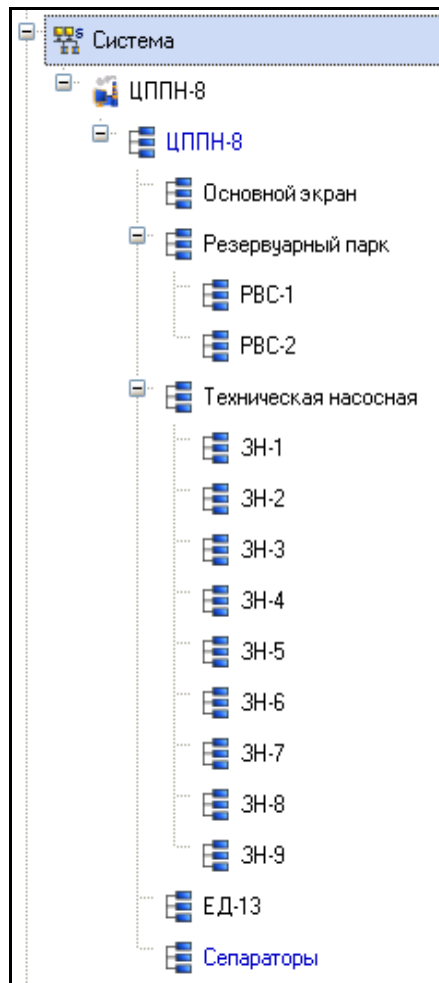 Система
ЦППН-8
ЦППН-8
Основной экран
Резервуарный парк
РВС-1
РВС-2
Техническая насосная
ЗН-1
ЗН-2
ЗН-3
ЗН-4
ЗН-5
ЗН-6
ЗН-7
ЗН-8
ЗН-9
ЕД-13
Сепараторы